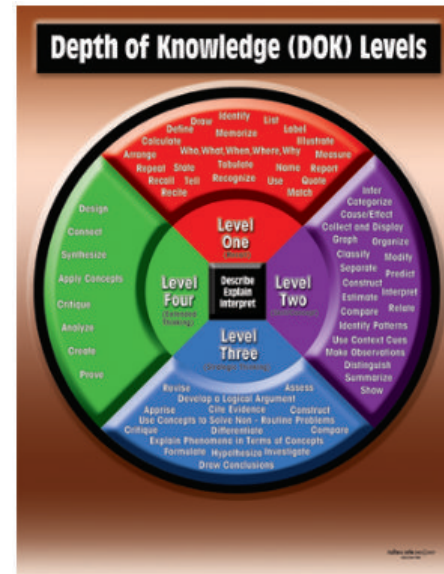 Depth of Knowledge (DOK) Levels
Draw Identify List
Define Memorize Label
Calculate Illustrate
Arrange Who, What, When, Where, Why Measure
Repeat State Tabulate Name Report
Recall Tell Recognize Use Quote
Recite Match
Level
One
Design
Connect
Synthesize
Apply Concepts
Critique
Analyze
Create
Prove
Level
Four
Describe
Explain
Interpret
Level
Two
Infer
Categorize
Cause/Effect
Collect and Display
Graph Organize
Classify Modify
Separate Predict
Construct
Estimate Interpret
Compare Relate
Identify Patterns
Use Context Cues
Make Observations
Distinguish
Summarize
Show
Level
Three
Revise Assess
Develop a Logical Argument
Apprise Cite Evidence Construct
Use Concepts to Solve Non - Routine Problems
Critique Differentiate Compare
Explain Phenomena in Terms of Concepts
Formulate Hypothesize Investigate
Draw Conclusions